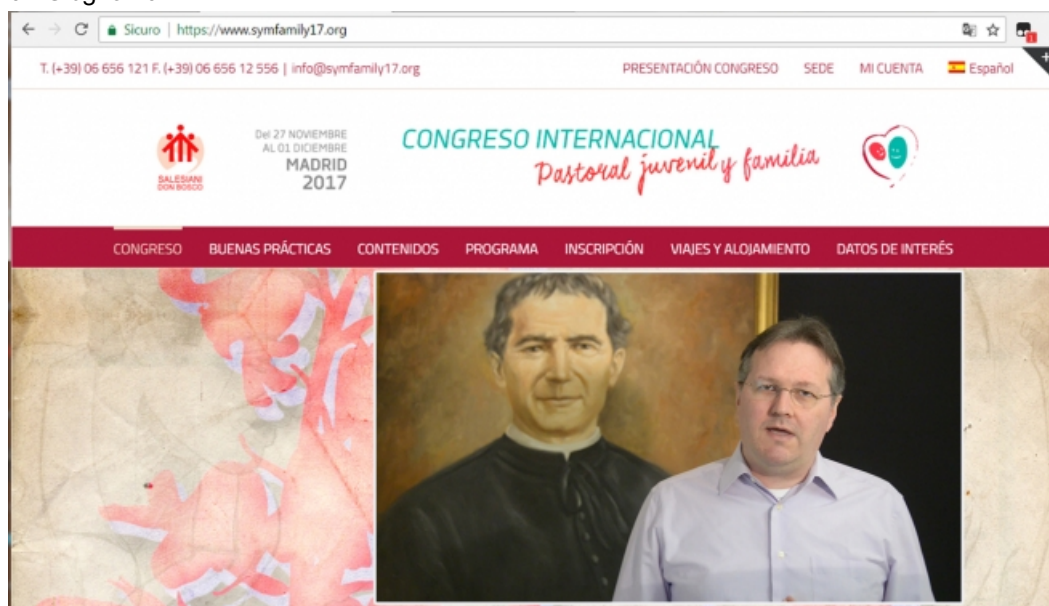 Sicuro | https://www.symfamily17.org
T. (+39) 06 656 121 F. (+39) 06 656 12 556 | info@symfamily17.org
PRESENTACIÓN CONGRESO SEDE MI CUENTA Español
SALESIANI
DON BOSCO
Del 27 NOVIEMBRE
AL 01 DICIEMBRE
MADRID
2017
CONGRESO INTERNACIONAL
Pastoral juvenil y familia
CONGRESO BUENAS PRÁCTICAS CONTENIDOS PROGRAMA INSCRIPCIÓN VIAJES Y ALOJAMIENTO DATOS DE INTERÉS